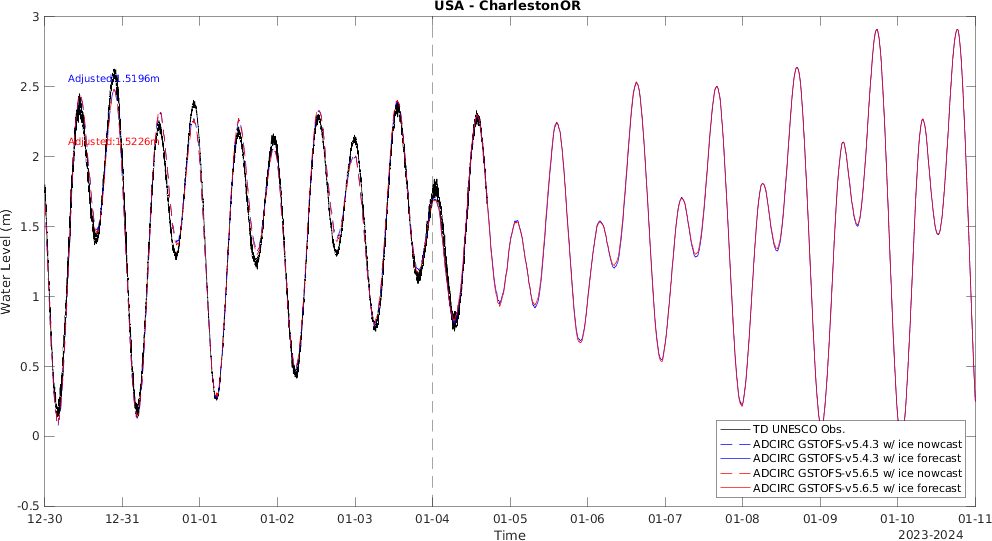 USA - CharlestonOR
3
2.5
2
1.5
1
0.5
0
-0.5
Water Level (m)
Adjusted:1.5196m
Adjusted:1.5226m
TD UNESCO Obs.
ADCIRC GSTOFS-v5.4.3 w/ ice nowcast
ADCIRC GSTOFS-v5.4.3 w/ ice forecast
ADCIRC GSTOFS-v5.6.5 w/ ice nowcast
ADCIRC GSTOFS-v5.6.5 w/ ice forecast
12-30 12-31 01-01 01-02 01-03 01-04 01-05 01-06 01-07 01-08 01-09 01-10 01-11
Time
2023-2024